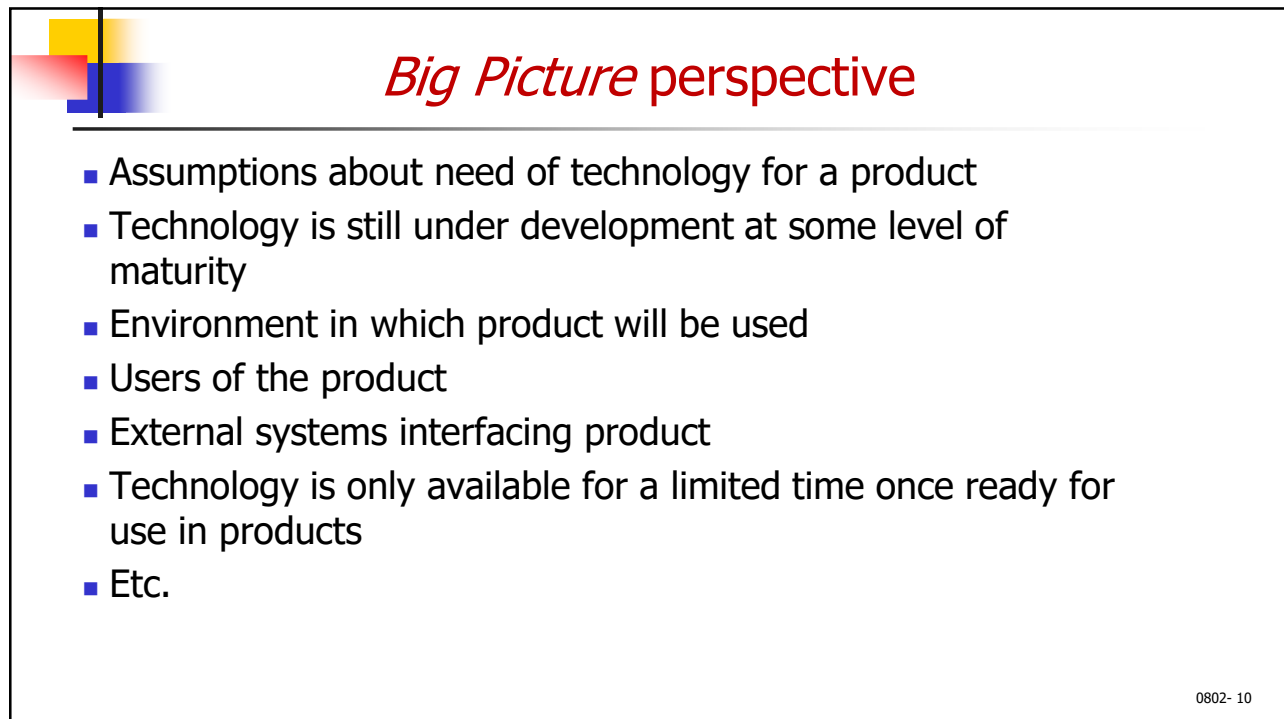 Big Picture perspective
Assumptions about need of technology for a product
Technology is still under development at some level of
maturity
Environment in which product will be used
Users of the product
External systems interfacing product
Technology is only available for a limited time once ready for
use in products
Etc.
0802- 10